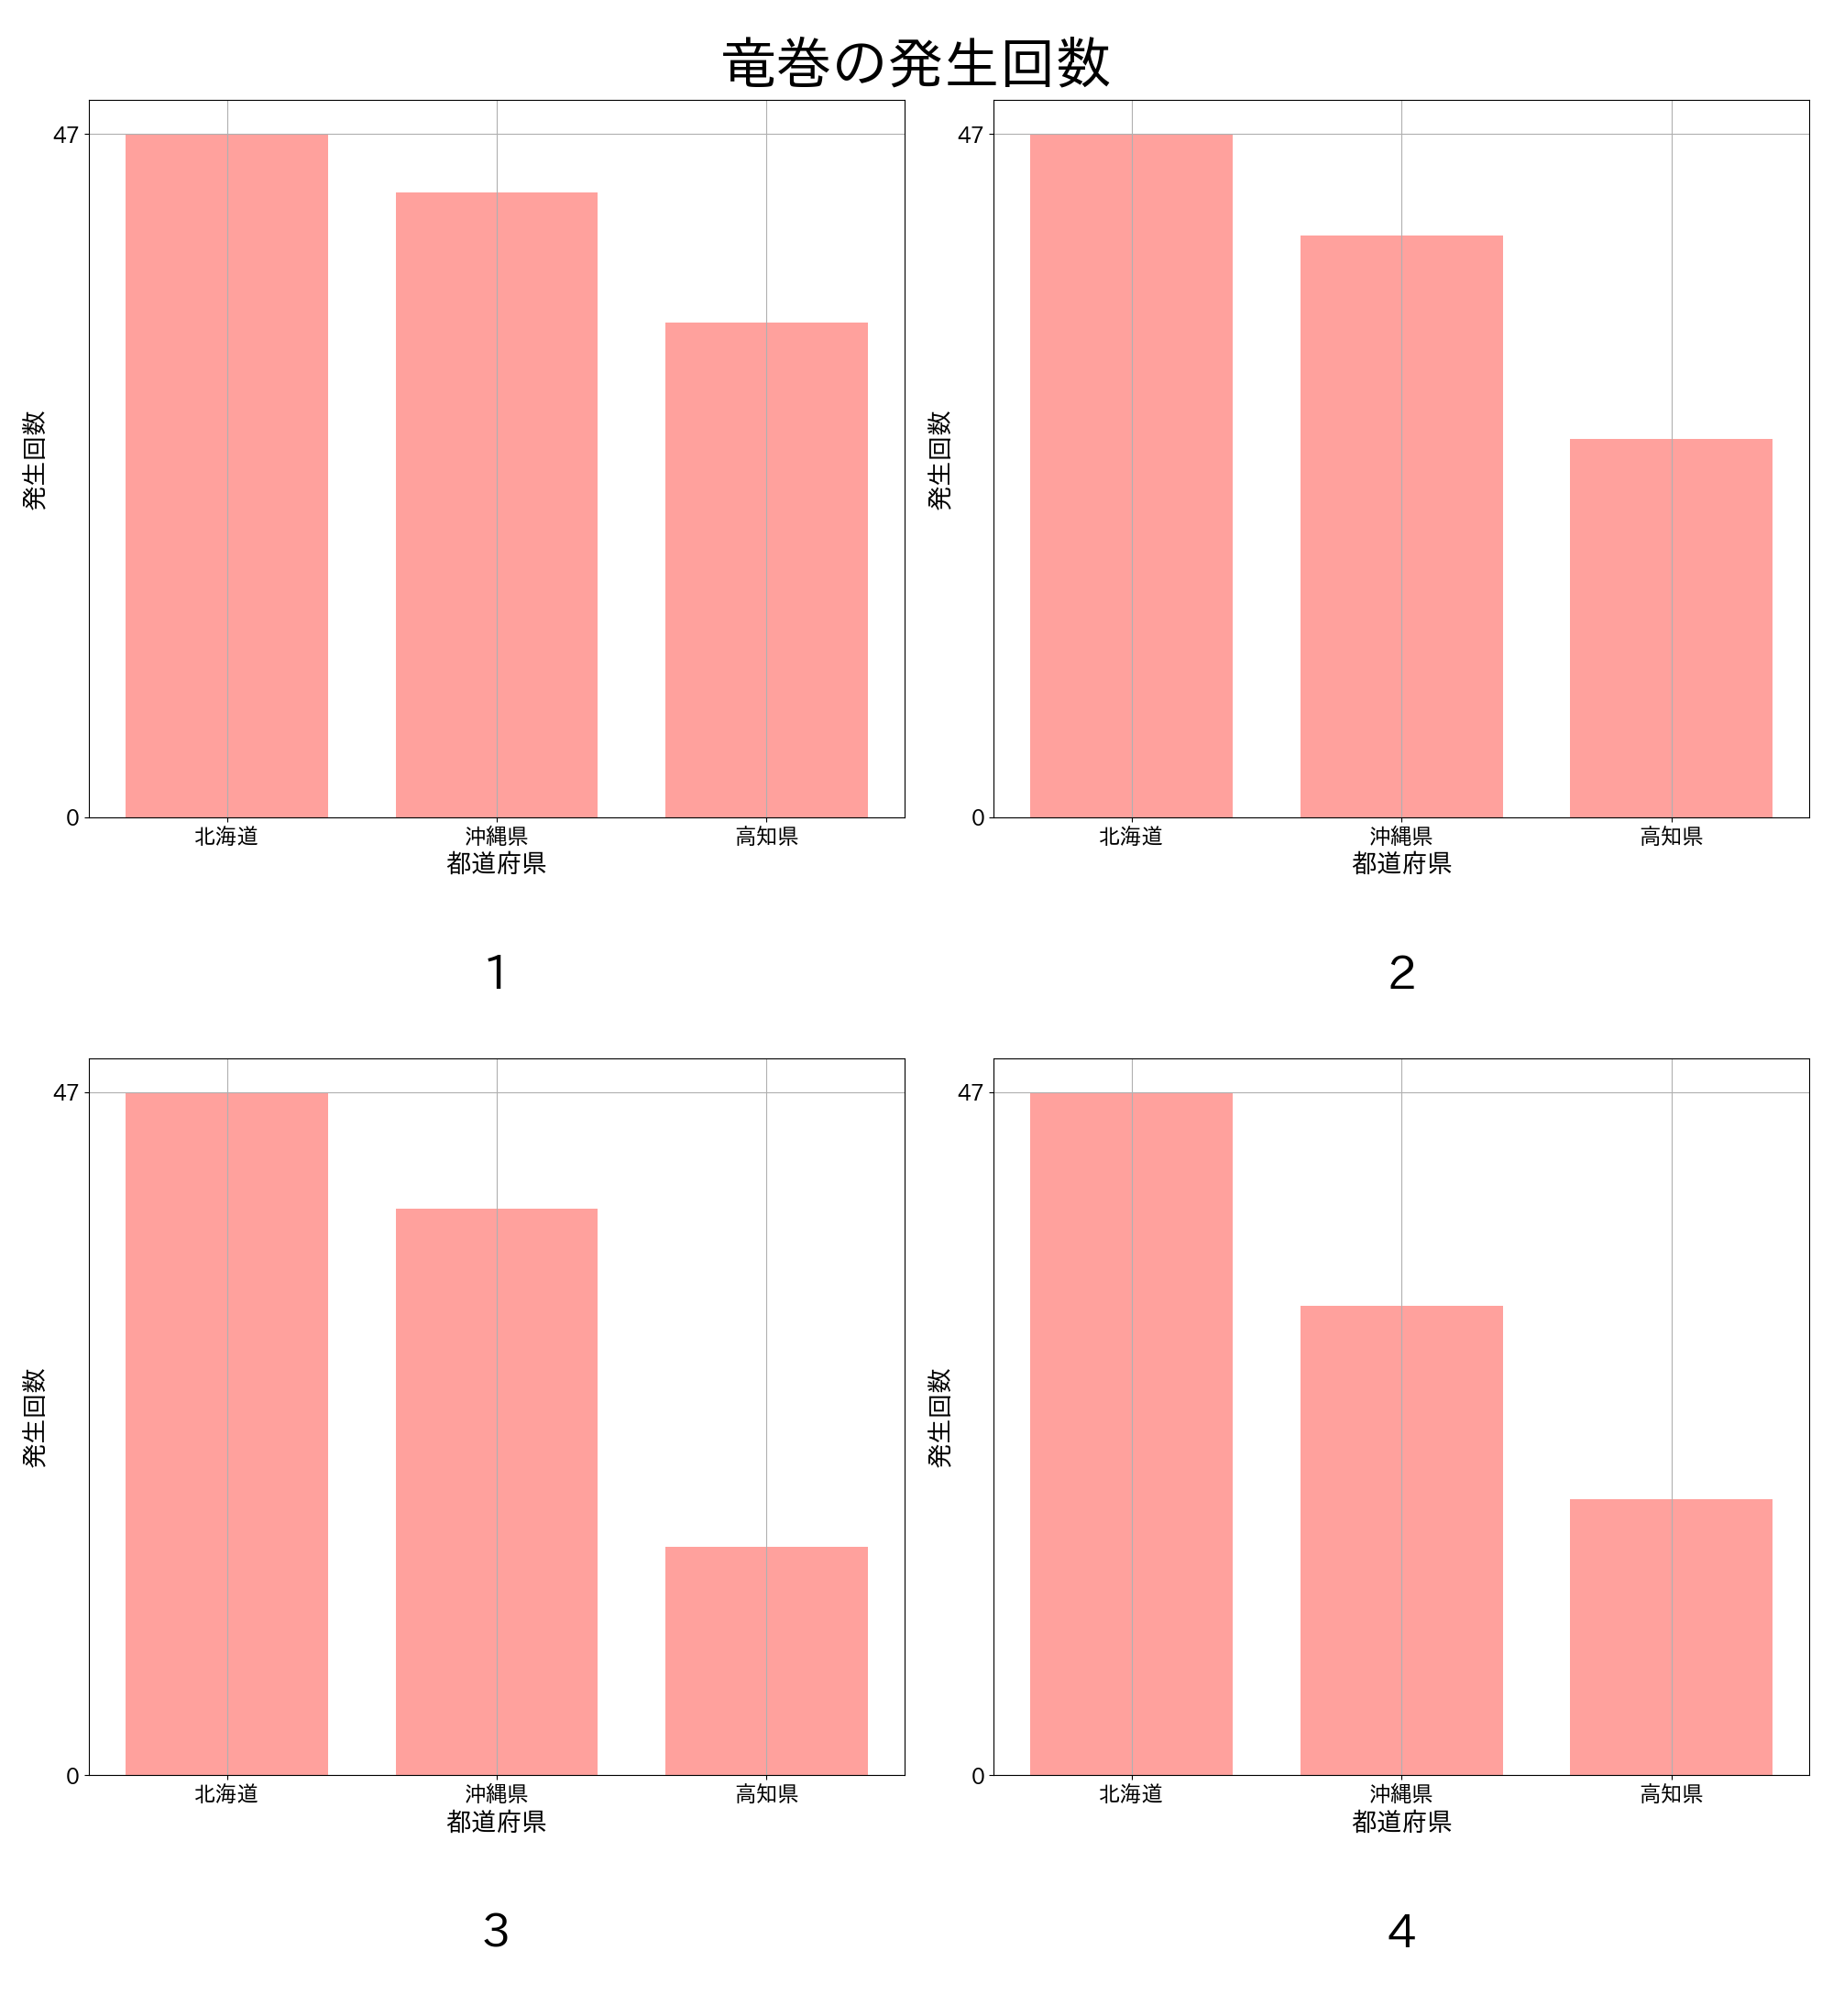 竜巻の発生回数
47
発生回数
0
北海道 沖縄県 高知県
都道府県
1
47
発生回数
0
北海道 沖縄県 高知県
都道府県
2
47
発生回数
0
北海道 沖縄県 高知県
都道府県
3
47
発生回数
0
北海道 沖縄県 高知県
都道府県
4